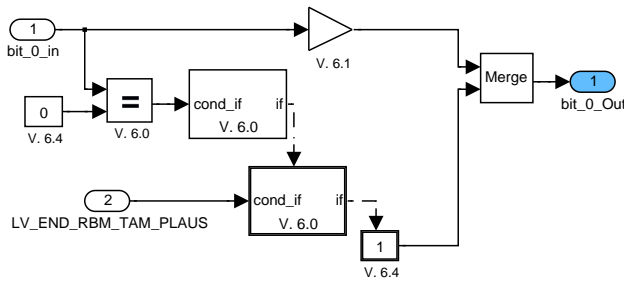 1
bit_0_in
V. 6.1
Merge
1
bit_0_Out
0
V. 6.4
=
V. 6.0
cond_if
if
V. 6.0
cond_if
if
V. 6.0
2
LV_END_RBM_TAM_PLAUS
1
V. 6.4